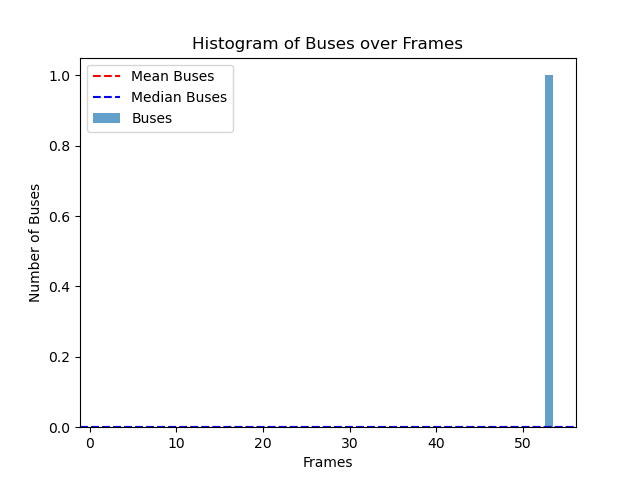 Histogram of Buses over Frames
Mean Buses
Median Buses
Buses
1.0
0.8
0.6
0.4
0.2
0.0
Number of Buses
0 10 20 30 40 50
Frames